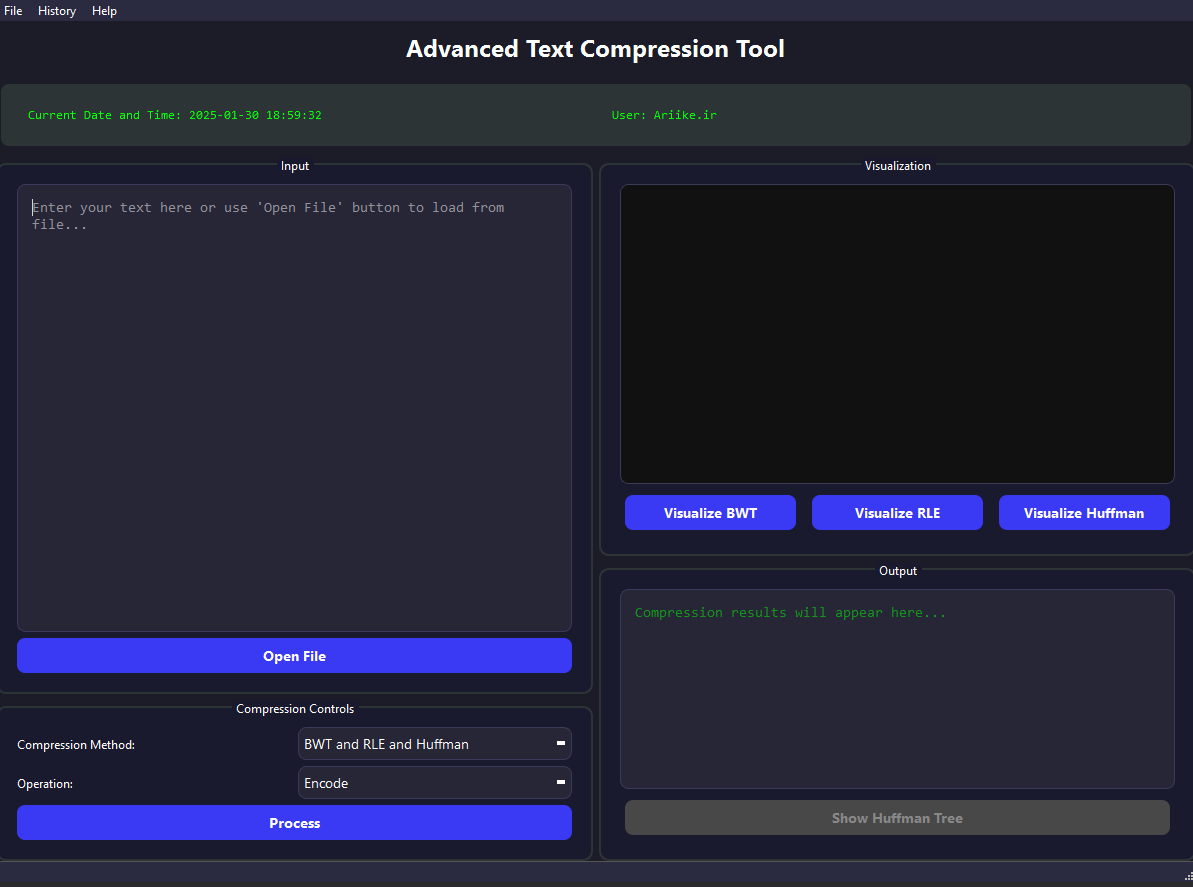 File History Help
Advanced Text Compression Tool
Current Date and Time: 2025-01-30 18:59:32 User: Ariike.ir
Input
Enter your text here or use 'Open File' button to load from
file...
Open File
Compression Controls
Compression Method: BWT and RLE and Huffman
Operation: Encode
Process
Visualization
Visualize BWT Visualize RLE Visualize Huffman
Output
Compression results will appear here...
Show Huffman Tree